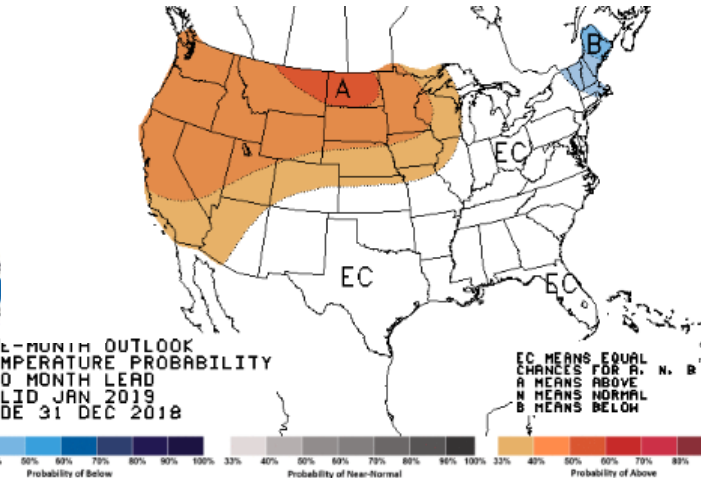 A
B
EC
EC
EC
E-MONTH OUTLOOK
MPERATURE PROBABILITY
O MONTH LEAD
LID JAN 2019
DE 31 DEC 2018
EC MEANS EQUAL
CHANCES FOR A, N, B
A MEANS ABOVE
N MEANS NORMAL
B MEANS BELOW
50% 60% 70% 80% 90% 100% 33% 40% 50% 60% 70% 80% 90% 100% 33% 40% 50% 60% 70% 80%
Probability of Below Probability of Near-Normal Probability of Above